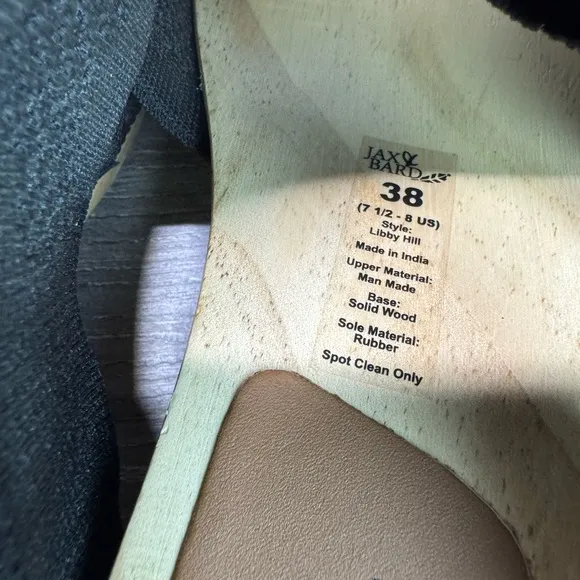 JAX &
BARD
38
(7 1/2 - 8 US)
Style:
Libby Hill
Made in India
Upper Material:
Man Made
Base:
Solid Wood
Sole Material:
Rubber
Spot Clean Only